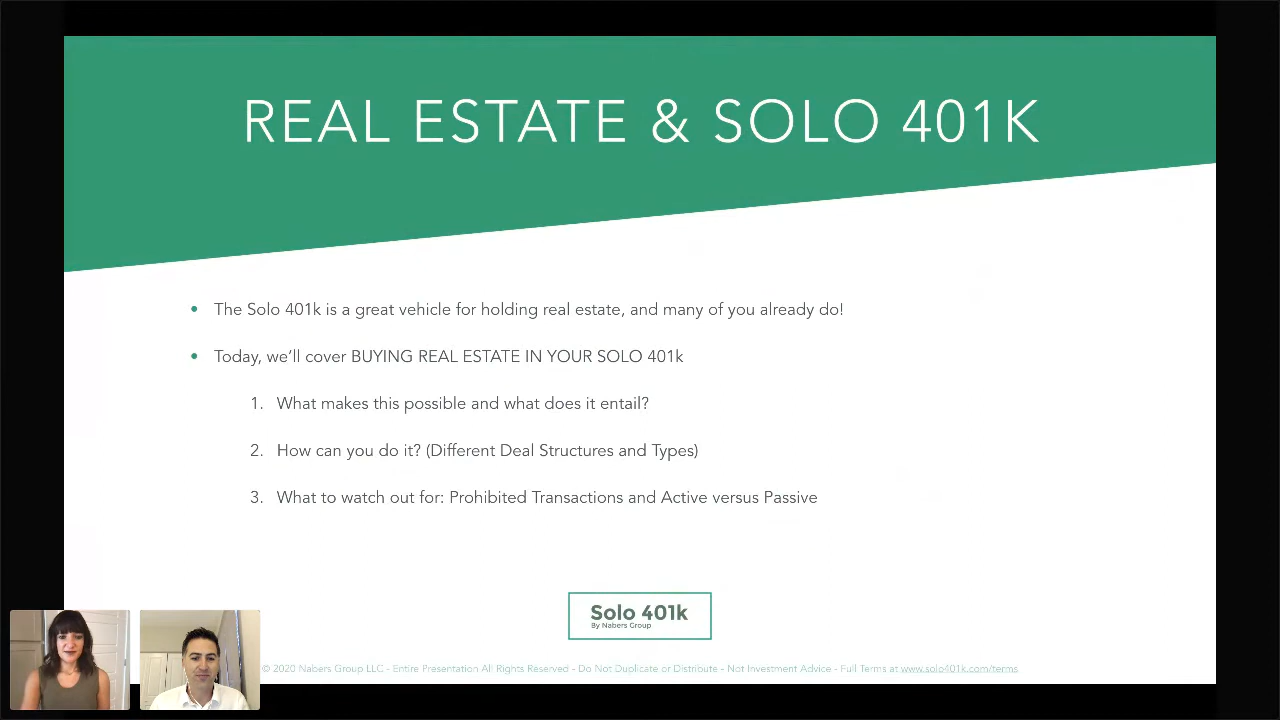 REAL ESTATE & SOLO 401K
• The Solo 401k is a great vehicle for holding real estate, and many of you already do!
• Today, we’ll cover BUYING REAL ESTATE IN YOUR SOLO 401k
1. What makes this possible and what does it entail?
2. How can you do it? (Different Deal Structures and Types)
3. What to watch out for: Prohibited Transactions and Active versus Passive
Solo 401k
By Nabers Group
© 2020 Nabers Group LLC - Entire Presentation All Rights Reserved - Do Not Duplicate or Distribute - Not Investment Advice - Full Terms at www.solo401k.com/terms